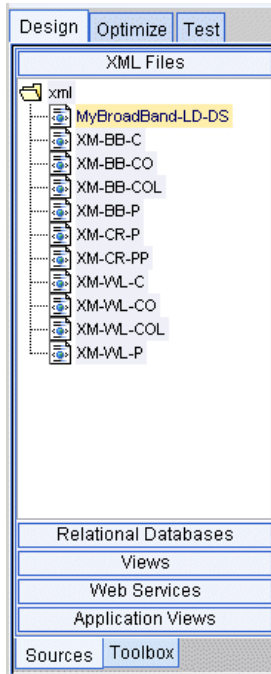 Design Optimize Test
XML Files
xml
MyBroadBand-LD-DS
XM-BB-C
XM-BB-CO
XM-BB-COL
XM-BB-P
XM-CR-P
XM-CR-PP
XM-WL-C
XM-WL-CO
XM-WL-COL
XM-WL-P
Relational Databases
Views
Web Services
Application Views
Sources Toolbox